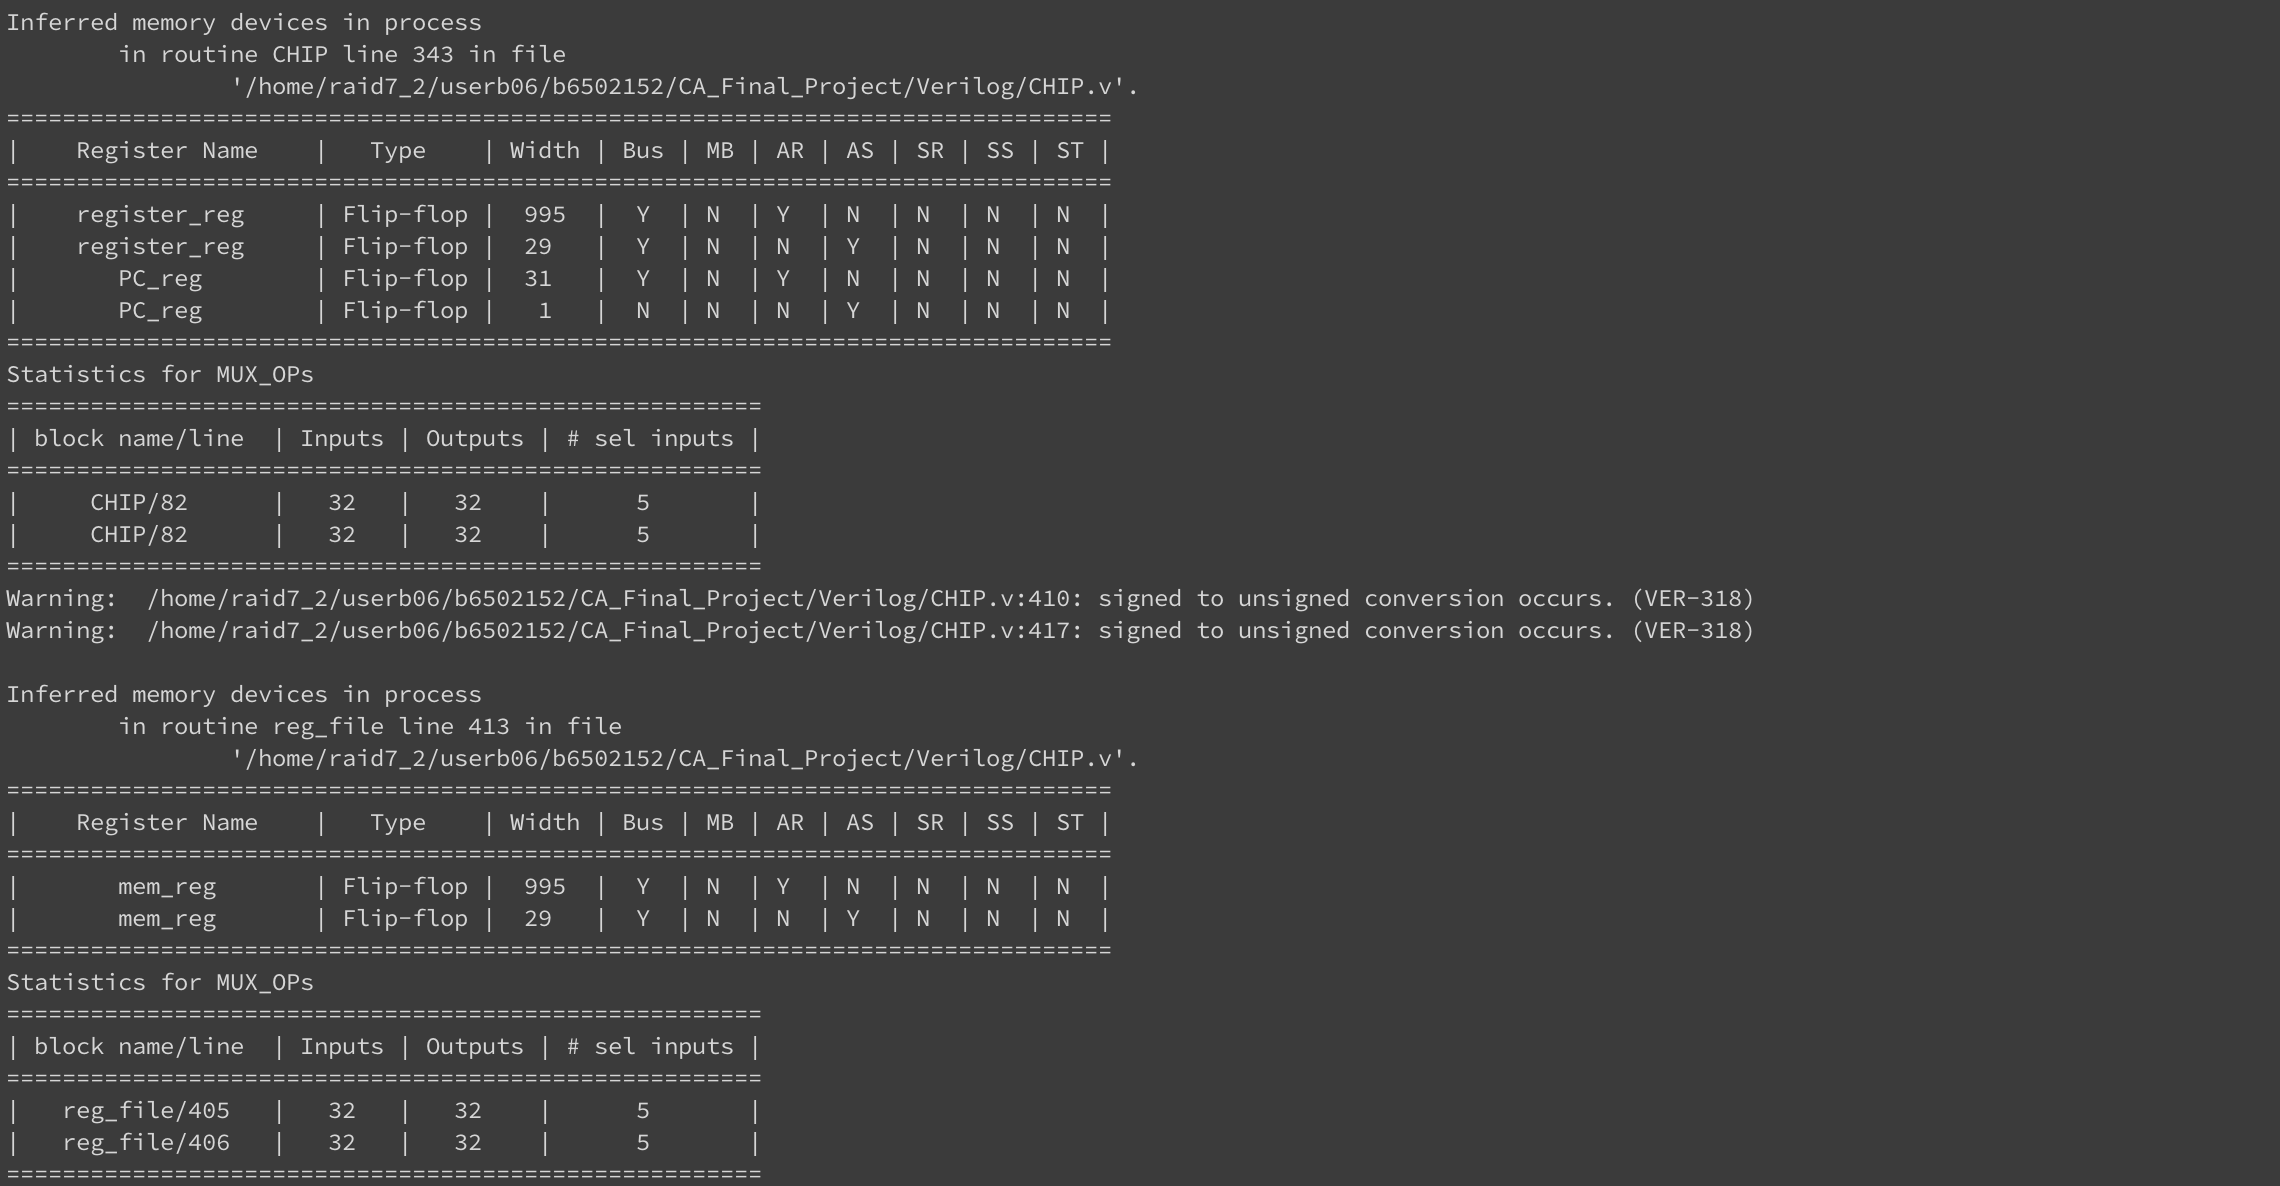 Inferred memory devices in process
        in routine CHIP line 343 in file
                '/home/raid7_2/userb06/b6502152/CA_Final_Project/Verilog/CHIP.v'.
===============================================================================
|    Register Name    |   Type    | Width | Bus | MB | AR | AS | SR | SS | ST |
===============================================================================
|    register_reg     | Flip-flop |  995  |  Y  | N  | Y  | N  | N  | N  | N  |
|    register_reg     | Flip-flop |  29   |  Y  | N  | N  | Y  | N  | N  | N  |
|       PC_reg        | Flip-flop |  31   |  Y  | N  | Y  | N  | N  | N  | N  |
|       PC_reg        | Flip-flop |   1   |  N  | N  | N  | Y  | N  | N  | N  |
===============================================================================
Statistics for MUX_OPs
======================================================
| block name/line  | Inputs | Outputs | # sel inputs |
======================================================
|     CHIP/82      |   32   |   32    |      5       |
|     CHIP/82      |   32   |   32    |      5       |
======================================================
Warning:  /home/raid7_2/userb06/b6502152/CA_Final_Project/Verilog/CHIP.v:410: signed to unsigned conversion occurs. (VER-318)
Warning:  /home/raid7_2/userb06/b6502152/CA_Final_Project/Verilog/CHIP.v:417: signed to unsigned conversion occurs. (VER-318)
Inferred memory devices in process
        in routine reg_file line 413 in file
                '/home/raid7_2/userb06/b6502152/CA_Final_Project/Verilog/CHIP.v'.
===============================================================================
|    Register Name    |   Type    | Width | Bus | MB | AR | AS | SR | SS | ST |
===============================================================================
|       mem_reg       | Flip-flop |  995  |  Y  | N  | Y  | N  | N  | N  | N  |
|       mem_reg       | Flip-flop |  29   |  Y  | N  | N  | Y  | N  | N  | N  |
===============================================================================
Statistics for MUX_OPs
======================================================
| block name/line  | Inputs | Outputs | # sel inputs |
======================================================
|   reg_file/405   |   32   |   32    |      5       |
|   reg_file/406   |   32   |   32    |      5       |
======================================================